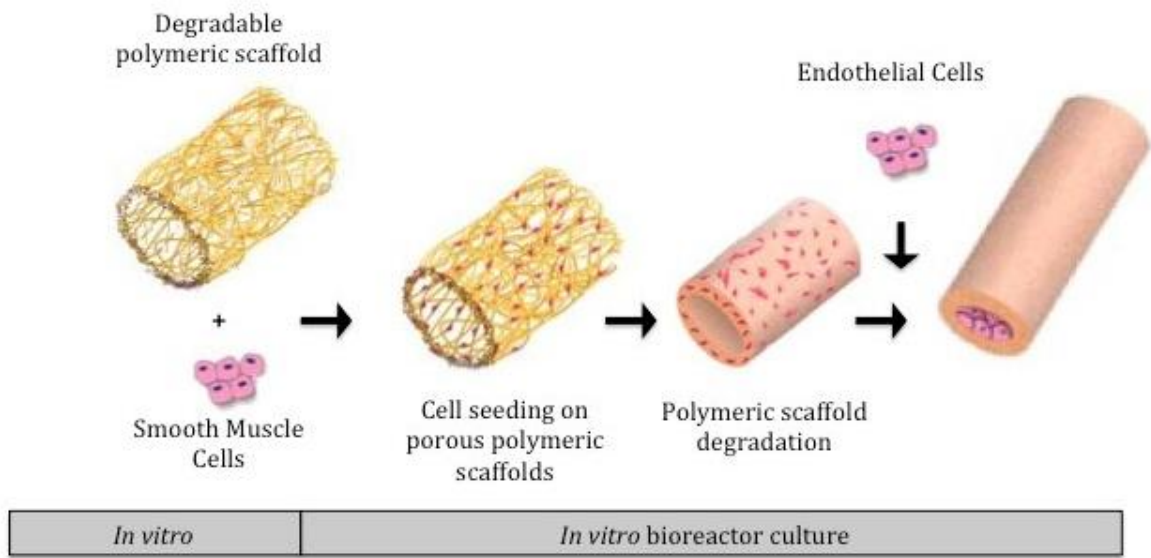 Degradable
polymeric scaffold
+
Smooth Muscle
Cells
Cell seeding on
porous polymeric
scaffolds
Polymeric scaffold
degradation
Endothelial Cells
In vitro
In vitro bioreactor culture